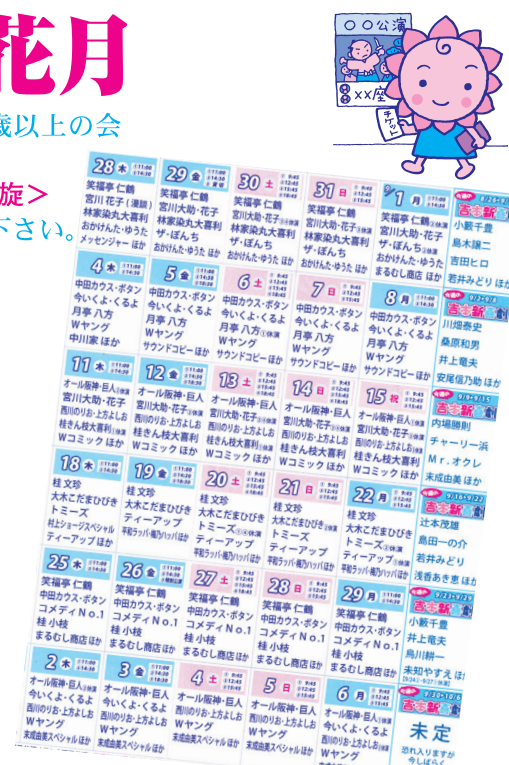 花月
歳以上の会
旋＞
下さい。
○○公演
××座
チケット
28 木 ①11:00 ②14:30
笑福亭 仁鶴
宮川 花子(漫談)
林家染丸大喜利
おかけんた・ゆうた
メッセンジャー ほか
29 金
笑福亭 仁鶴
宮川大助・花子
林家染丸大喜利
ザ・ぼんち
おかけんた・ゆうた
30 土
笑福亭 仁鶴
宮川大助・花子
林家染丸大喜利
ザ・ぼんち
おかけんた・ゆうた
31 日
笑福亭 仁鶴
宮川大助・花子
林家染丸大喜利
ザ・ぼんち
おかけんた・ゆうた
9/1 月
笑福亭 仁鶴
宮川大助・花子
ザ・ぼんち
おかけんた・ゆうた
まるむし商店 ほか
吉本新喜劇
小籔千豊
島木譲二
吉田ヒロ
若井みどり ほか
4 木
中田カウス・ボタン
今いくよ・くるよ
月亭 八方
Wヤング
中川家 ほか
5 金
中田カウス・ボタン
今いくよ・くるよ
月亭 八方
Wヤング
サウンドコピー ほか
6 土
中田カウス・ボタン
今いくよ・くるよ
月亭 八方
Wヤング
サウンドコピー ほか
7 日
中田カウス・ボタン
今いくよ・くるよ
月亭 八方
Wヤング
サウンドコピー ほか
8 月
中田カウス・ボタン
今いくよ・くるよ
月亭 八方
Wヤング
サウンドコピー ほか
9/2〜9/8
川畑泰史
桑原和男
井上竜夫
安尾信乃助 ほか
11 木
オール阪神・巨人
宮川大助・花子
西川のりお・上方よしお
桂きん枝大喜利
Wコミック ほか
12 金
オール阪神・巨人
宮川大助・花子
西川のりお・上方よしお
桂きん枝大喜利
Wコミック ほか
13 土
オール阪神・巨人
宮川大助・花子
西川のりお・上方よしお
桂きん枝大喜利
Wコミック ほか
14 日
オール阪神・巨人
宮川大助・花子
西川のりお・上方よしお
桂きん枝大喜利
Wコミック ほか
15 祝
オール阪神・巨人
宮川大助・花子
西川のりお・上方よしお
桂きん枝大喜利
Wコミック ほか
9/9〜9/15
内場勝則
チャーリー浜
Mr.オクレ
末成由美 ほか
18 木
桂 文珍
大木こだまひびき
トミーズ
村上ショージスペシャル
ティーアップ ほか
19 金
桂 文珍
大木こだまひびき
トミーズ
ティーアップ
平和ラッパ・梅乃ハッパ ほか
20 土
桂 文珍
大木こだまひびき
トミーズ
ティーアップ
平和ラッパ・梅乃ハッパ ほか
21 日
桂 文珍
大木こだまひびき
トミーズ
ティーアップ
平和ラッパ・梅乃ハッパ ほか
22 月
桂 文珍
大木こだまひびき
トミーズ
ティーアップ
平和ラッパ・梅乃ハッパ ほか
9/16〜9/22
辻本茂雄
島田一の介
若井みどり
浅香あき恵 ほか
25 木
笑福亭 仁鶴
中田カウス・ボタン
コメディNo.1
桂 小枝
まるむし商店 ほか
26 金
笑福亭 仁鶴
中田カウス・ボタン
コメディNo.1
桂 小枝
まるむし商店 ほか
27 土
笑福亭 仁鶴
中田カウス・ボタン
コメディNo.1
桂 小枝
まるむし商店 ほか
28 日
笑福亭 仁鶴
中田カウス・ボタン
コメディNo.1
桂 小枝
まるむし商店 ほか
29 月
笑福亭 仁鶴
中田カウス・ボタン
コメディNo.1
桂 小枝
まるむし商店 ほか
9/23〜9/29
小籔千豊
井上竜夫
烏川耕一
未知やすえ ほか
2 木
オール阪神・巨人
今いくよ・くるよ
西川のりお・上方よしお
Wヤング
末成由美スペシャル ほか
3 金
オール阪神・巨人
今いくよ・くるよ
西川のりお・上方よしお
Wヤング
末成由美スペシャル ほか
4 土
オール阪神・巨人
今いくよ・くるよ
西川のりお・上方よしお
Wヤング
末成由美スペシャル ほか
5 日
オール阪神・巨人
今いくよ・くるよ
西川のりお・上方よしお
Wヤング
末成由美スペシャル ほか
6 月
オール阪神・巨人
今いくよ・くるよ
西川のりお・上方よしお
Wヤング
末成由美スペシャル ほか
9/30〜10/6
未定
恐れ入りますが
今しばらく